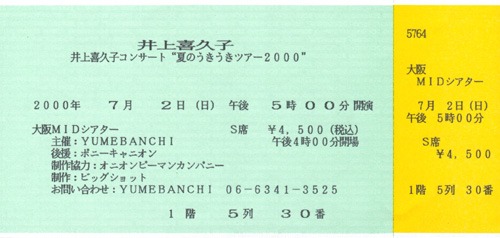 井上喜久子
井上喜久子コンサート “夏のうきうきツアー2000”
2000年 7月 2日(日) 午後 5時00分開演
大阪MIDシアター S席 ¥4,500(税込)
主催:YUMEBANCHI 午後4時00分開場
後援:ポニーキャニオン
制作協力:オニオンピーマンカンパニー
制作:ビッグショット
お問い合わせ:YUMEBANCHI 06-6341-3525
1階 5列 30番
5764
大阪
MIDシアター
7月 2日(日)
午後 5時00分
S席
¥4,500
1階 5列 30番